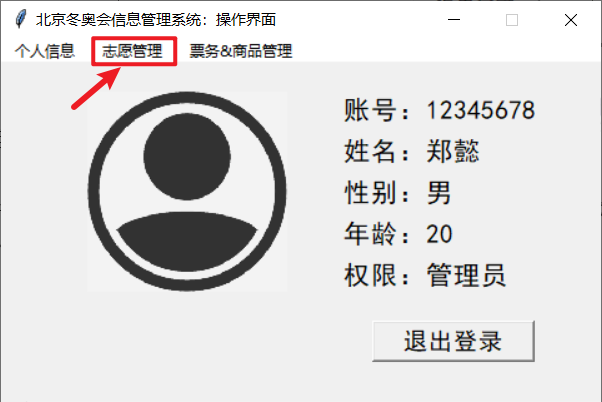 北京冬奥会信息管理系统：操作界面
个人信息 志愿管理 票务&商品管理
账号：12345678
姓名：郑懿
性别：男
年龄：20
权限：管理员
退出登录